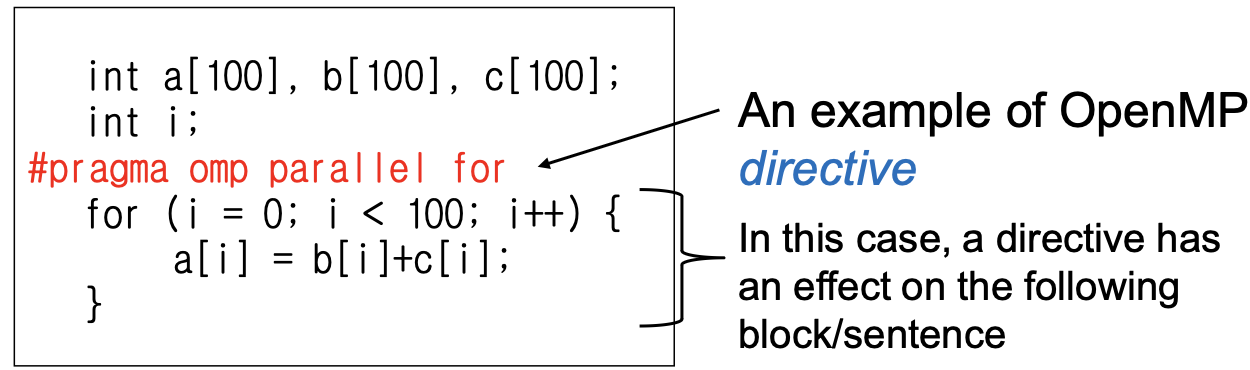 int a[100], b[100], c[100];
int i;
#pragma omp parallel for
for (i = 0; i < 100; i++) {
a[i] = b[i]+c[i];
}
An example of OpenMP
directive
In this case, a directive has
an effect on the following
block/sentence